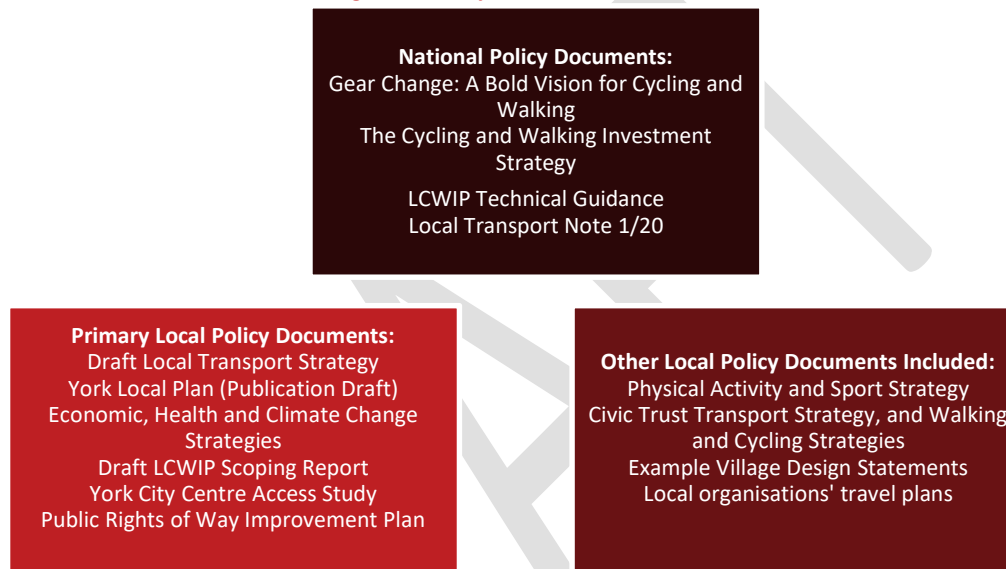 National Policy Documents:
Gear Change: A Bold Vision for Cycling and
Walking
The Cycling and Walking Investment
Strategy
LCWIP Technical Guidance
Local Transport Note 1/20
Primary Local Policy Documents:
Draft Local Transport Strategy
York Local Plan (Publication Draft)
Economic, Health and Climate Change
Strategies
Draft LCWIP Scoping Report
York City Centre Access Study
Public Rights of Way Improvement Plan
Other Local Policy Documents Included:
Physical Activity and Sport Strategy
Civic Trust Transport Strategy, and Walking
and Cycling Strategies
Example Village Design Statements
Local organisations' travel plans